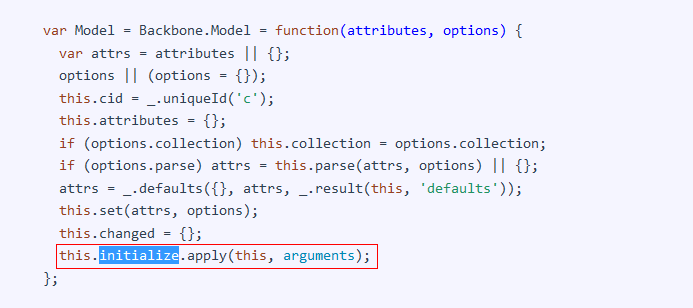 var Model = Backbone.Model = function(attributes, options) {
var attrs = attributes || {};
options || (options = {});
this.cid = _.uniqueId('c');
this.attributes = {};
if (options.collection) this.collection = options.collection;
if (options.parse) attrs = this.parse(attrs, options) || {};
attrs = _.defaults({}, attrs, _.result(this, 'defaults'));
this.set(attrs, options);
this.changed = {};
this.initialize.apply(this, arguments);
};